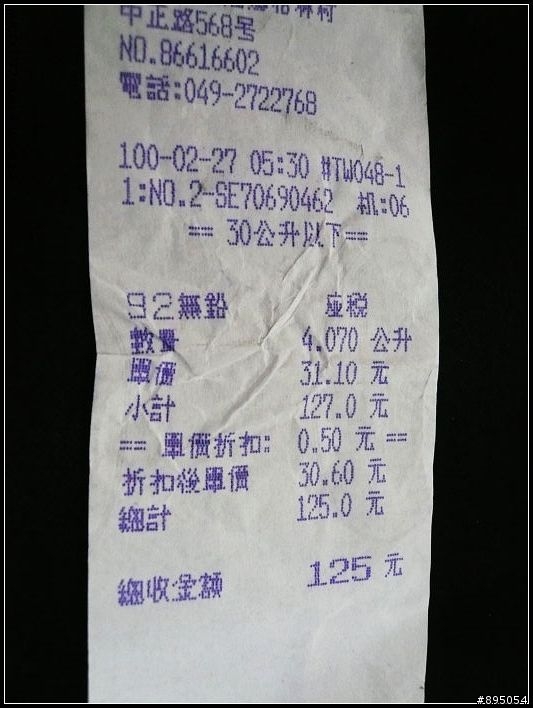 中正路568号
NO.86616602
電話:049-2722768
100-02-27 05:30 #TW048-1
1:NO.2-SE70690462 机:06
== 30公升以下==
92無鉛 应税
數量 4.070 公升
單價 31.10 元
小計 127.0 元
== 單價折扣: 0.50 元 ==
折扣後單價 30.60 元
總計 125.0 元
總收金額 125 元
#895054